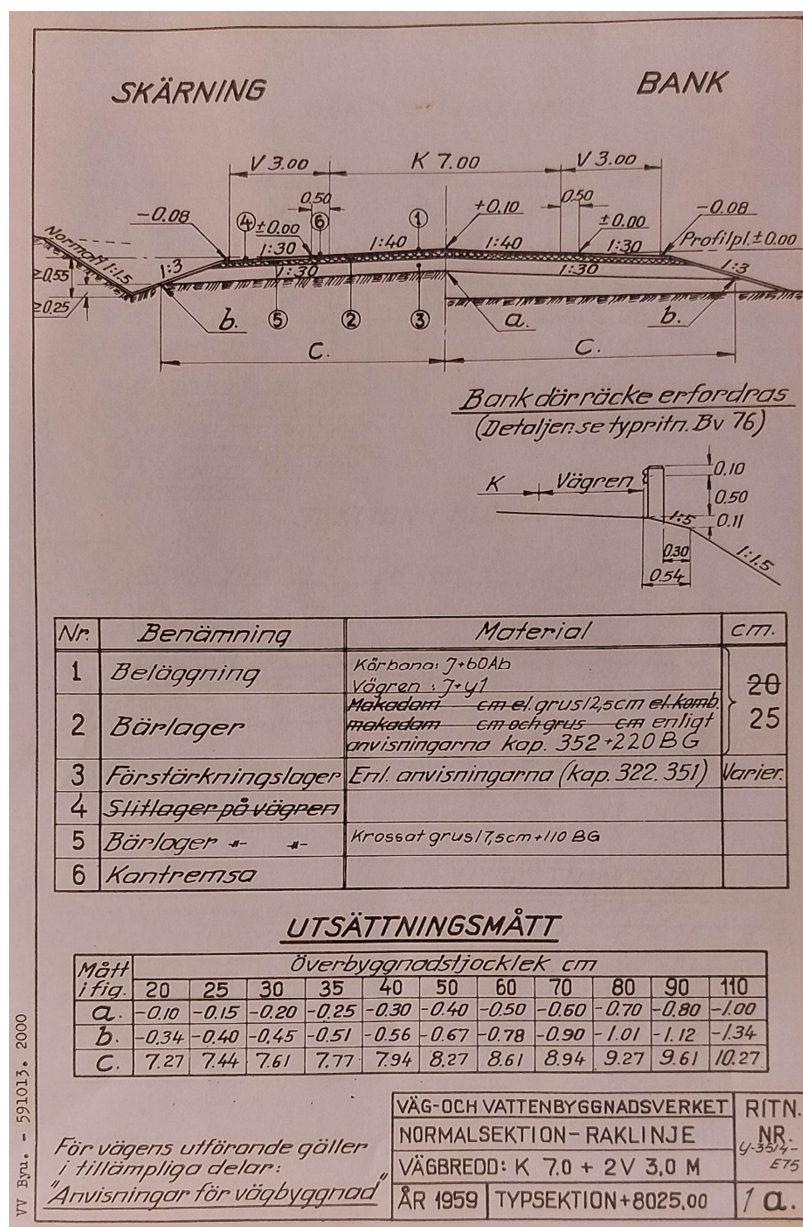 SKÄRNING BANK
V 3.00 K 7.00 V 3.00
0.50 0.50
-0.08 ④ ±0.00 ⑥ ① +0.10 ±0.00 -0.08
Normalt 1:1.5 1:3 1:30 1:40 1:40 1:30 Profilpl. ±0.00
≥0.55 1:30 1:30 1:3
≥0.25
b. ⑤ ② ③ a. b.
C. C.
Bank där räcke erfordras
(Detaljer se typritn. Bv 76)
K Vägren 0.10
0.50
1:5 0.11
0.30 1:1.5
0.54
Nr. Benämning Material cm.
1 Beläggning Körbana: J+60Ab
Vägren : J+y1
20
25
2 Bärlager Makadam cm el. grus 12,5cm el. komb.
makadam cm och grus cm enligt
anvisningarna kap. 352+220 BG
3 Förstärkningslager Enl. anvisningarna (kap. 322. 351) Varier.
4 Slitlager på vägren
5 Bärlager -"- -"- Krossat grus 17,5cm+110 BG
6 Kantremsa
UTSÄTTNINGSMÅTT
Mått i fig. Överbyggnadstjocklek cm
20 25 30 35 40 50 60 70 80 90 110
a. -0.10 -0.15 -0.20 -0.25 -0.30 -0.40 -0.50 -0.60 -0.70 -0.80 -1.00
b. -0.34 -0.40 -0.45 -0.51 -0.56 -0.67 -0.78 -0.90 -1.01 -1.12 -1.34
C. 7.27 7.44 7.61 7.77 7.94 8.27 8.61 8.94 9.27 9.61 10.27
För vägens utförande gäller
i tillämpliga delar:
"Anvisningar för vägbyggnad"
VÄG- OCH VATTENBYGGNADSVERKET
NORMALSEKTION - RAKLINJE
VÄGBREDD: K 7.0 + 2V 3,0 M
ÅR 1959 TYPSEKTION+8025,00
RITN.
NR.
y-35/4-
E75
1 a.
VV Byu. - 591013. 2000